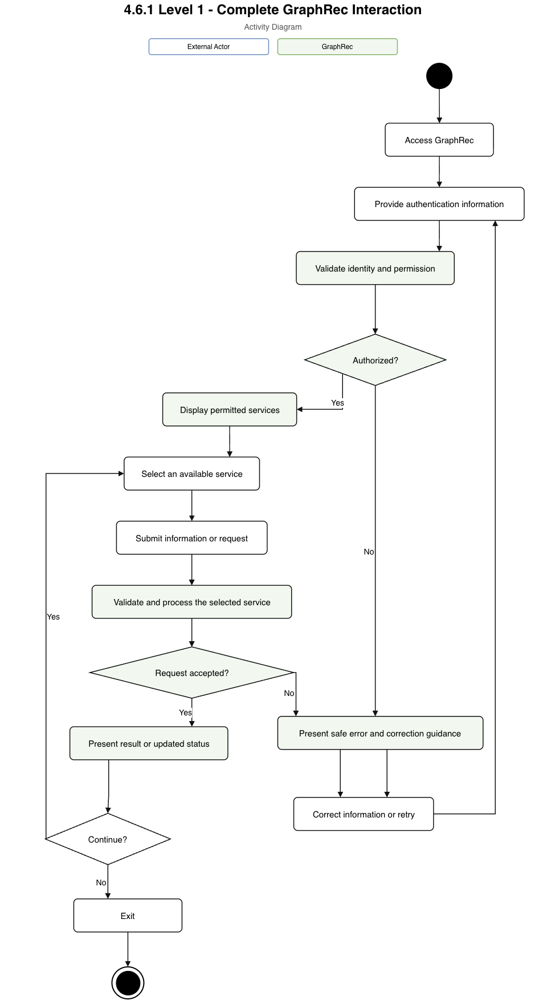 4.6.1 Level 1 - Complete GraphRec Interaction
Activity Diagram
External Actor
GraphRec
Access GraphRec
Provide authentication information
Validate identity and permission
Authorized?
Yes
Display permitted services
Select an available service
Submit information or request
No
Validate and process the selected service
Yes
Request accepted?
No
Yes
Present safe error and correction guidance
Present result or updated status
Correct information or retry
Continue?
No
Exit